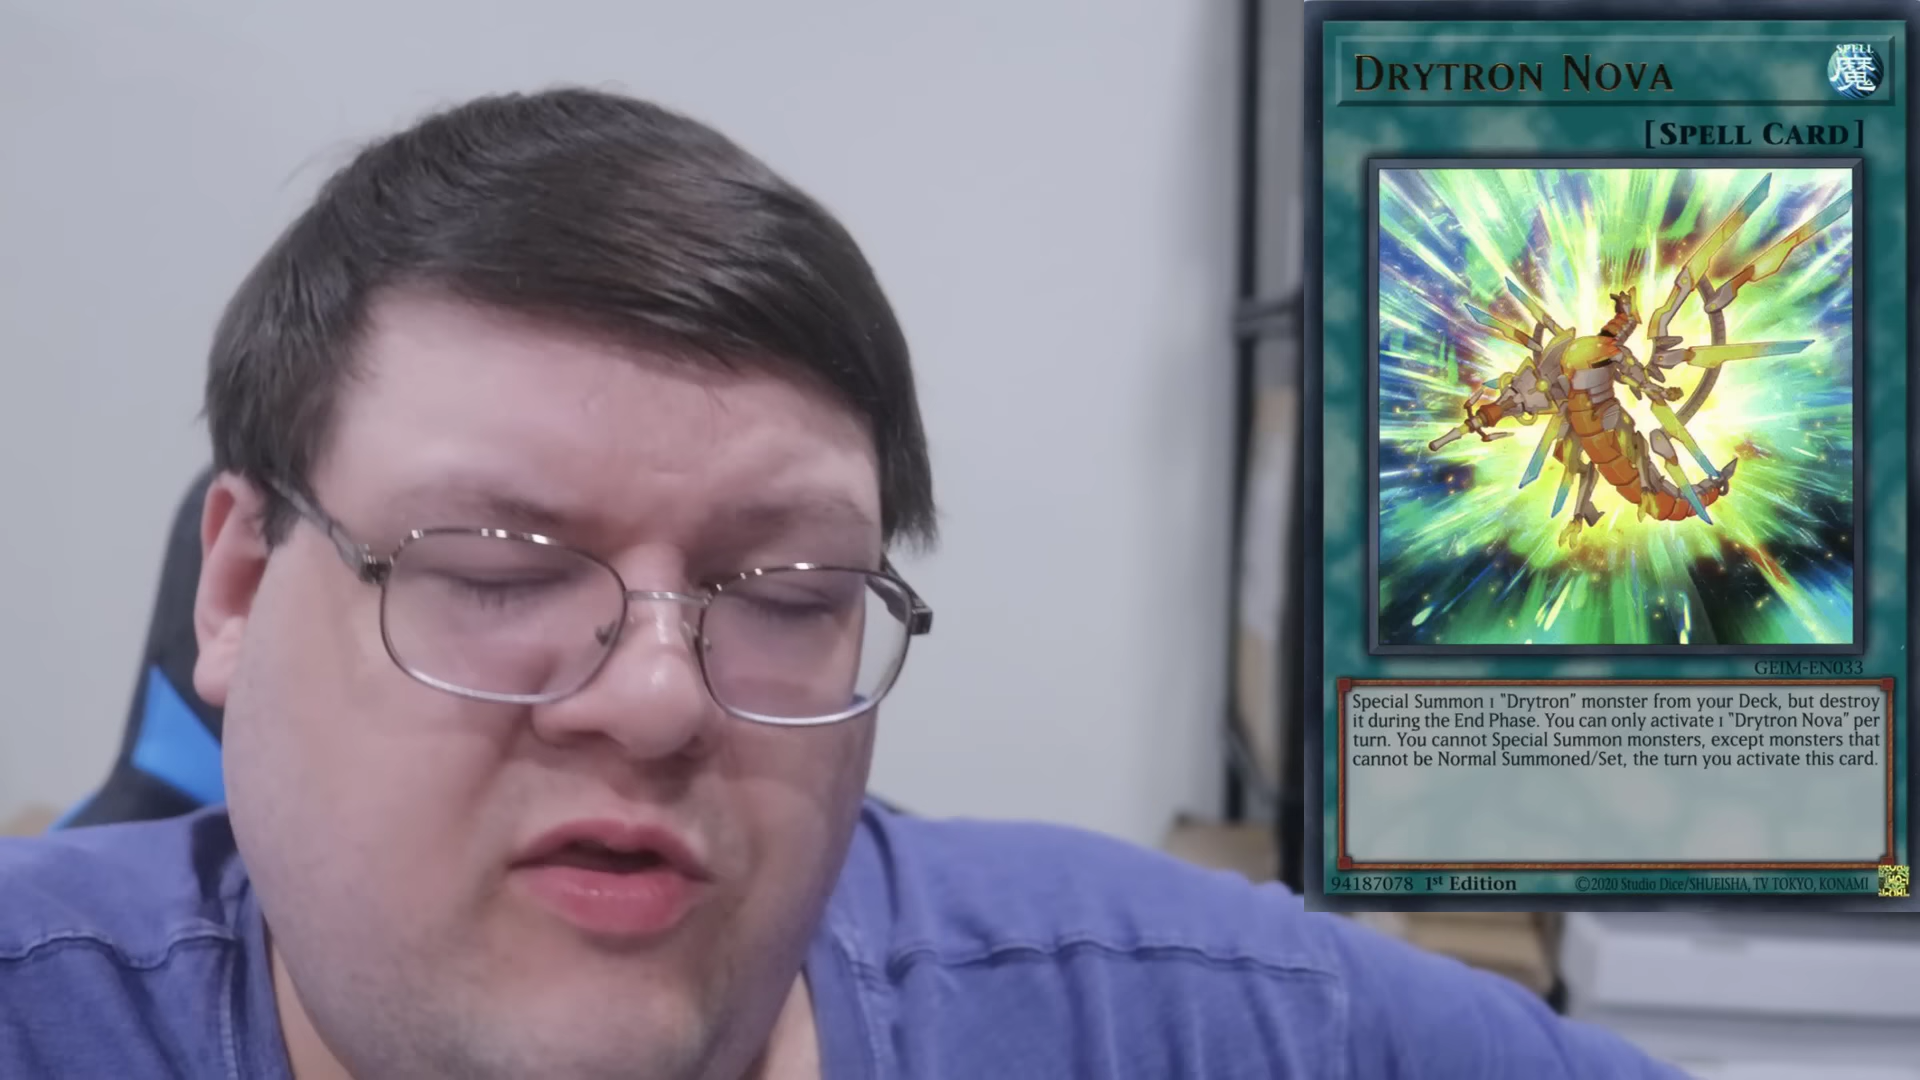 DRYTRON NOVA
SPELL
魔
[SPELL CARD]
GEIM-EN033
Special Summon 1 "Drytron" monster from your Deck, but destroy
it during the End Phase. You can only activate 1 "Drytron Nova" per
turn. You cannot Special Summon monsters, except monsters that
cannot be Normal Summoned/Set, the turn you activate this card.
94187078 1st Edition ©2020 Studio Dice/SHUEISHA, TV TOKYO, KONAMI